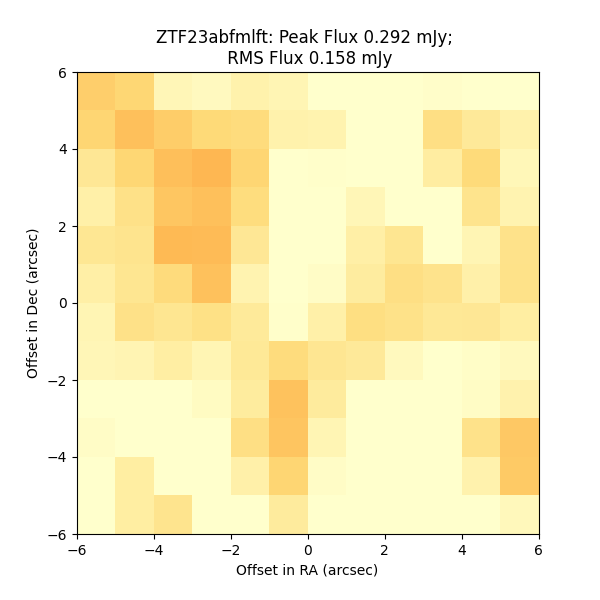 ZTF23abfmlft: Peak Flux 0.292 mJy;
RMS Flux 0.158 mJy
6
4
2
0
−2
−4
−6
Offset in Dec (arcsec)
−6 −4 −2 0 2 4 6
Offset in RA (arcsec)